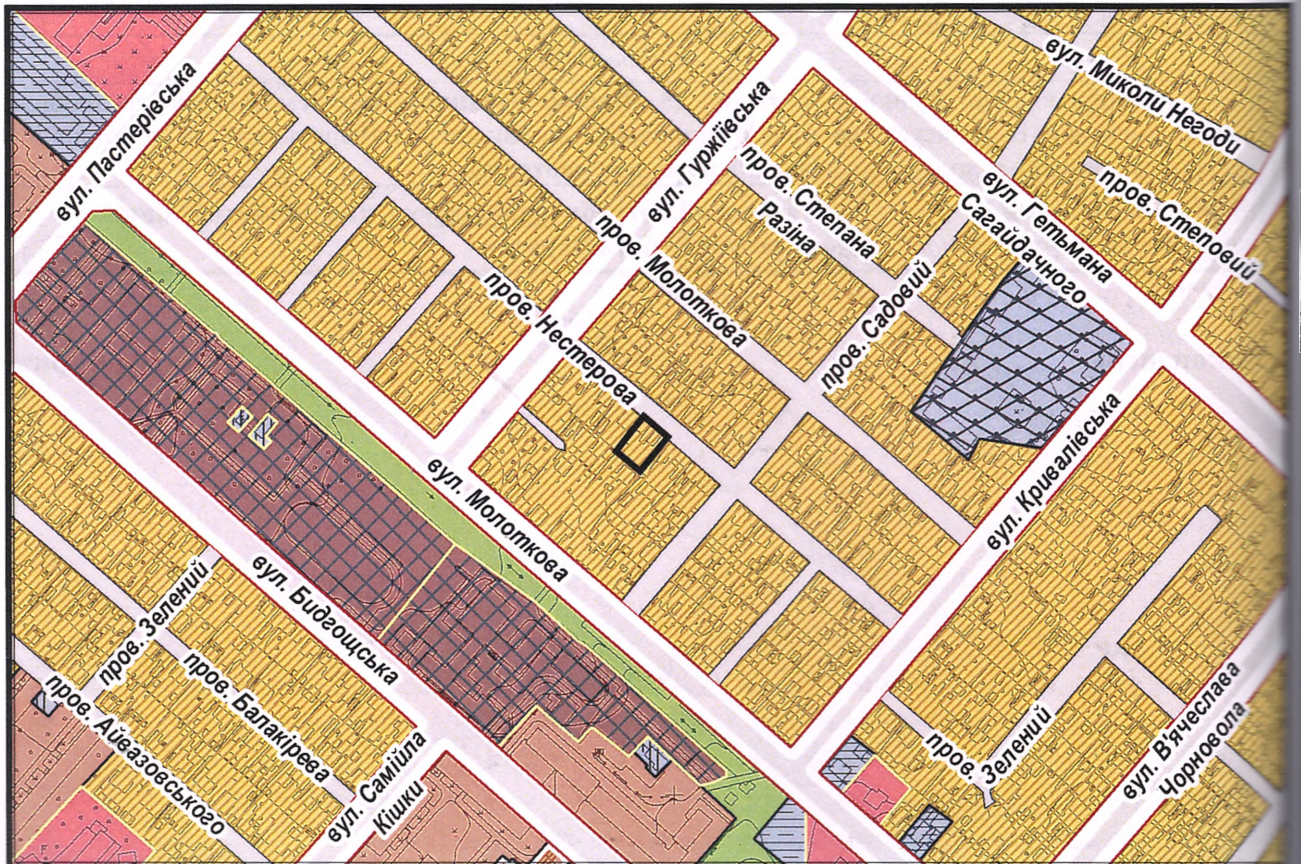 вул. Пастерівська
вул. Гуржіївська
вул. Миколи Негоди
пров. Степовий
вул. Гетьмана
Сагайдачного
пров. Степана
Разіна
пров. Садовий
пров. Молоткова
пров. Нестерова
вул. Молоткова
вул. Кривалівська
вул. Бидгощська
пров. Зелений
пров. Балакірева
пров. Айвазовського
вул. Самійла
Кішки
пров. Зелений
вул. В'ячеслава
Чорновола